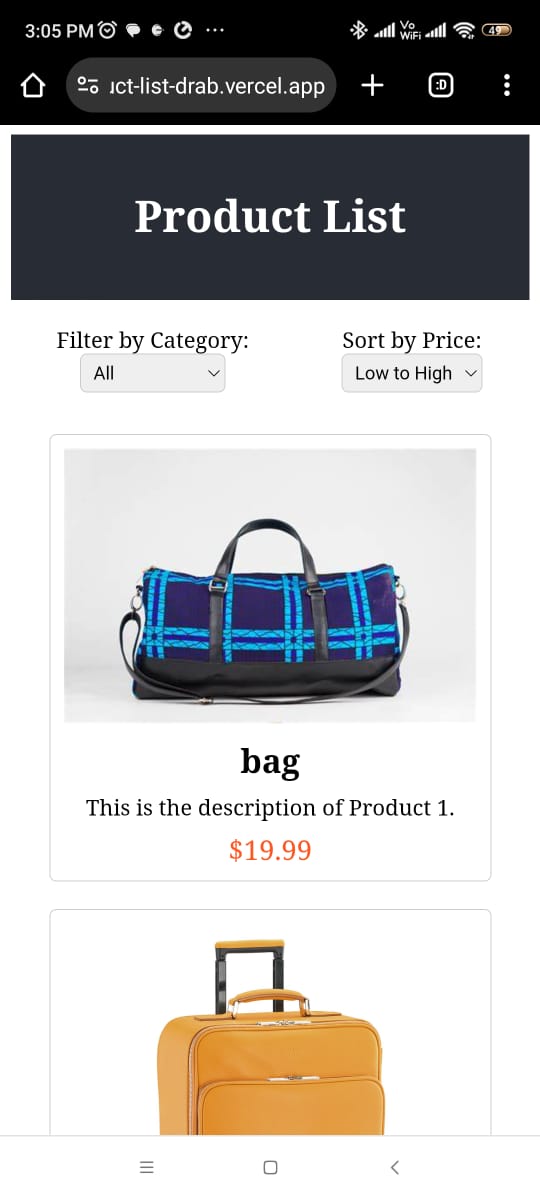 3:05 PM
Vo WiFi
49
uct-list-drab.vercel.app
:D
Product List
Filter by Category:
Sort by Price:
All
Low to High
bag
This is the description of Product 1.
$19.99